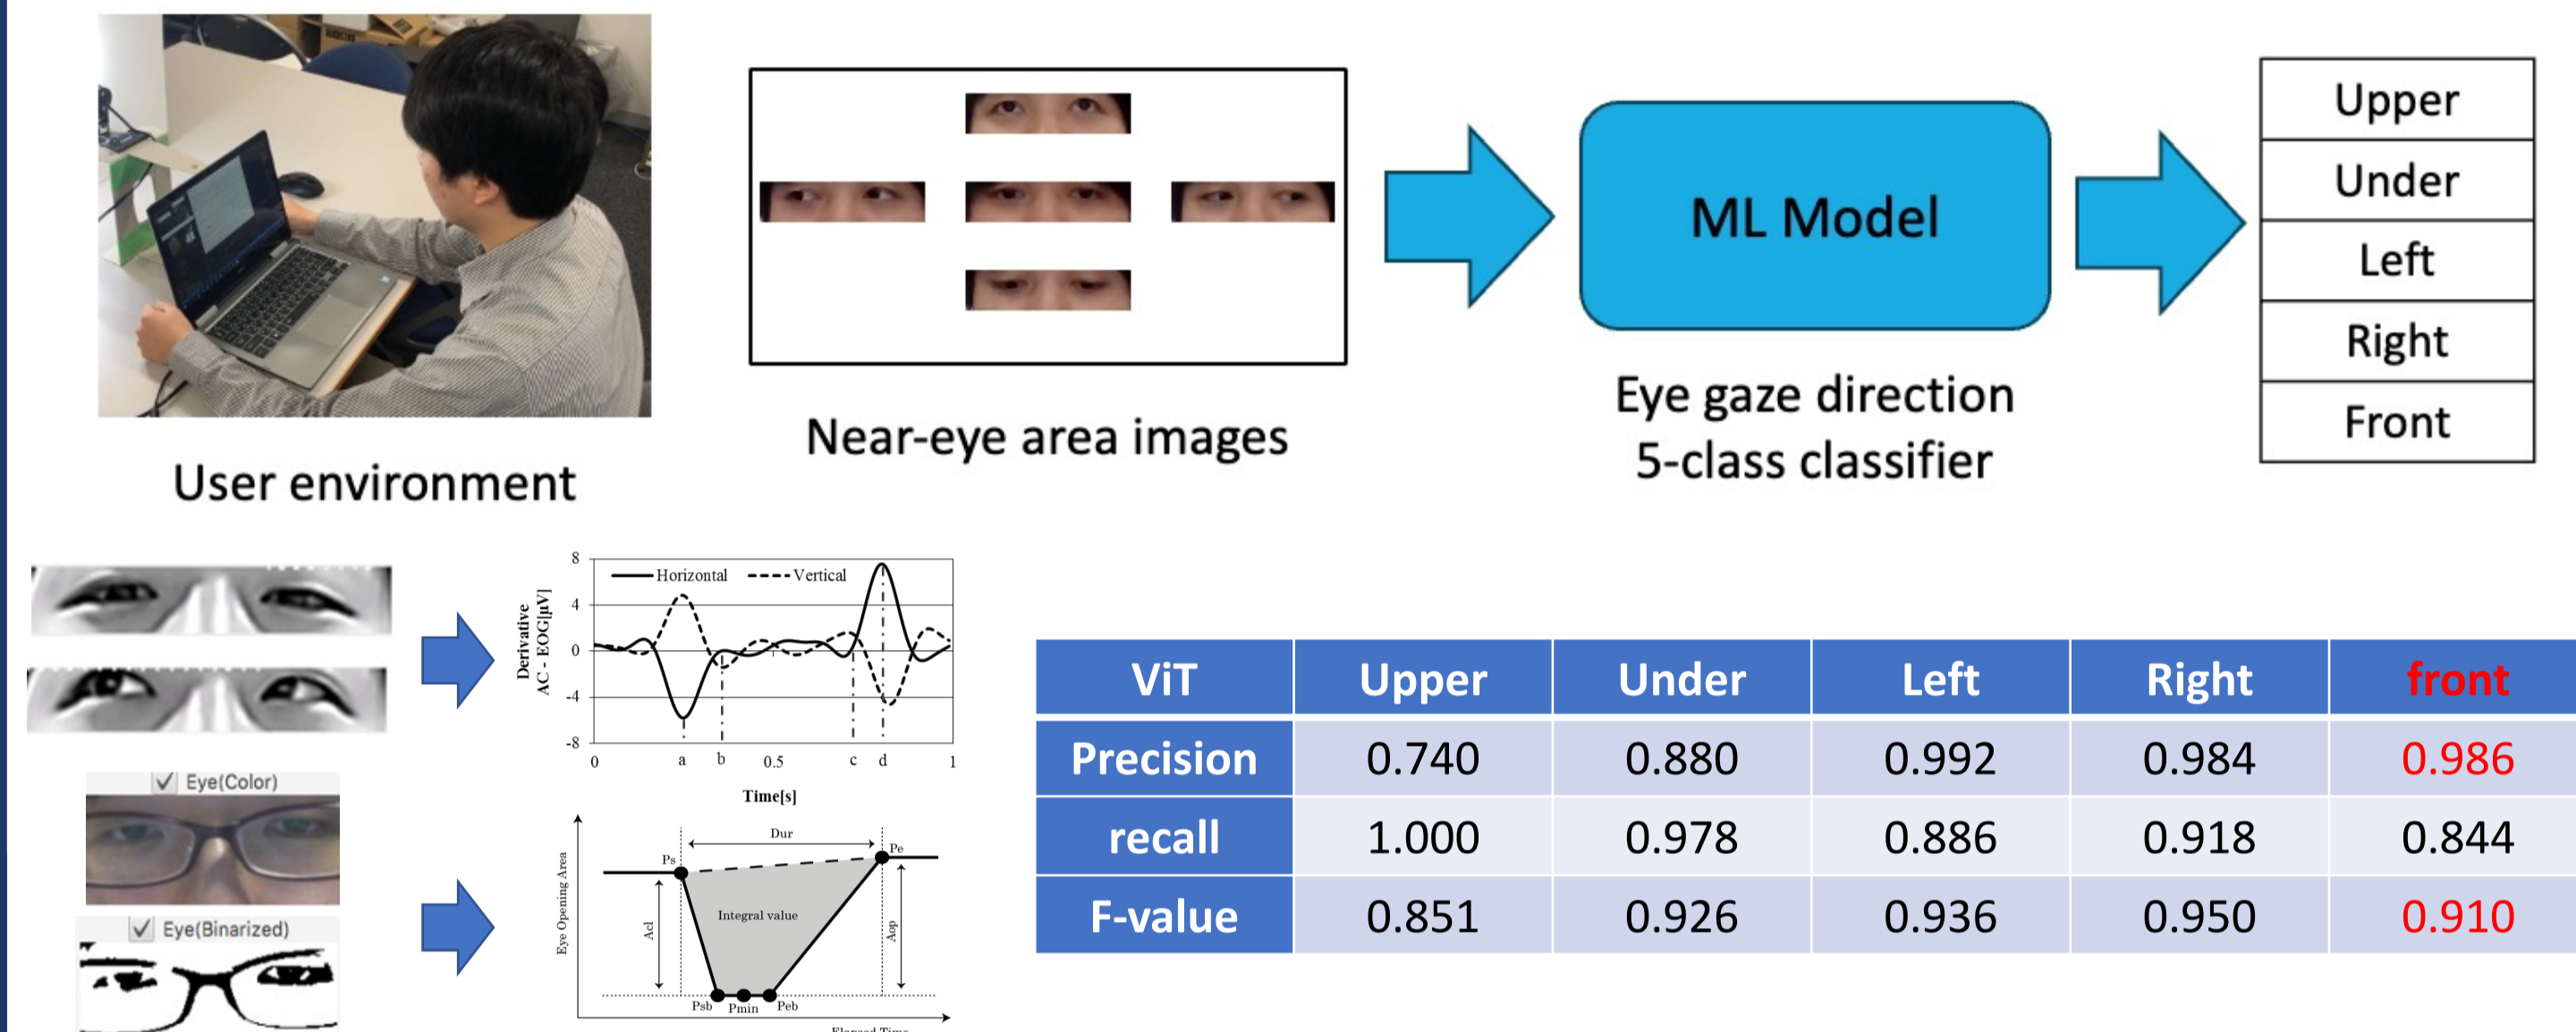 Upper
Under
Left
Right
Front
ML Model
Eye gaze direction
5-class classifier
Near-eye area images
User environment
8
4
0
-4
-8
Horizontal
Vertical
Derivative
AC - EOG[μV]
0 a b 0.5 c d 1
Time[s]
Eye(Color)
Eye(Binarized)
Eye Opening Area
Dur
Ps
Pe
Integral value
Acl
Aop
Psb Pmin Peb
Elapsed Time
ViT Upper Under Left Right front
Precision 0.740 0.880 0.992 0.984 0.986
recall 1.000 0.978 0.886 0.918 0.844
F-value 0.851 0.926 0.936 0.950 0.910